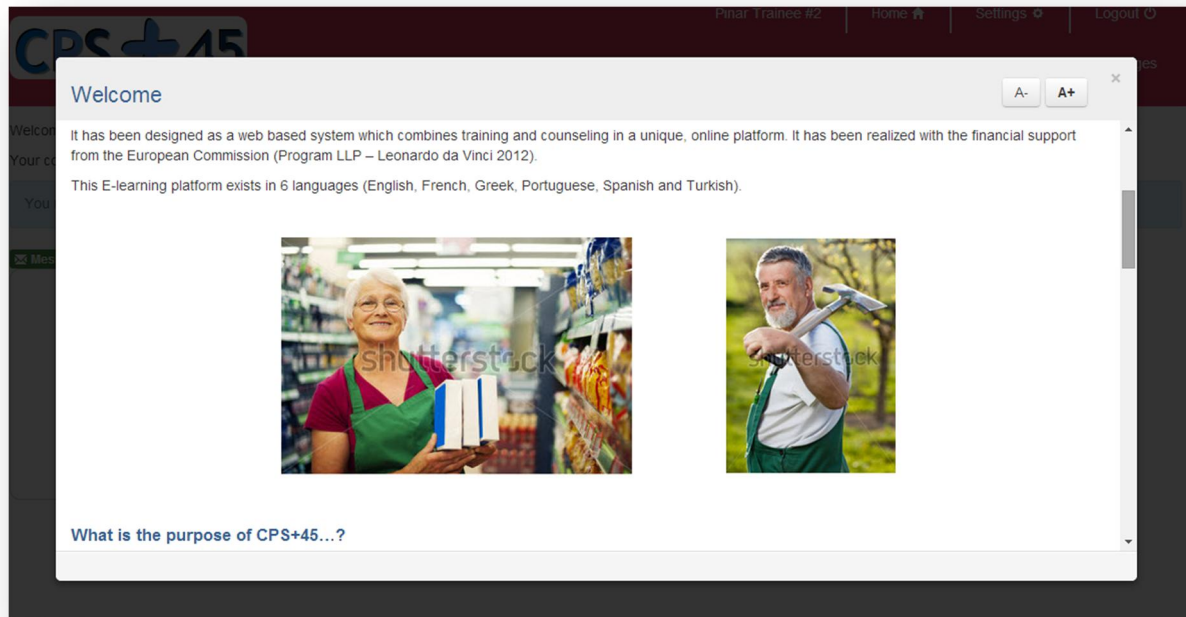 CPS+45
Pinar Trainee #2
Home
Settings
Logout
Welcome
A-
A+
×
It has been designed as a web based system which combines training and counseling in a unique, online platform. It has been realized with the financial support
from the European Commission (Program LLP – Leonardo da Vinci 2012).
This E-learning platform exists in 6 languages (English, French, Greek, Portuguese, Spanish and Turkish).
shutterstock
shutterstock
What is the purpose of CPS+45…?
You